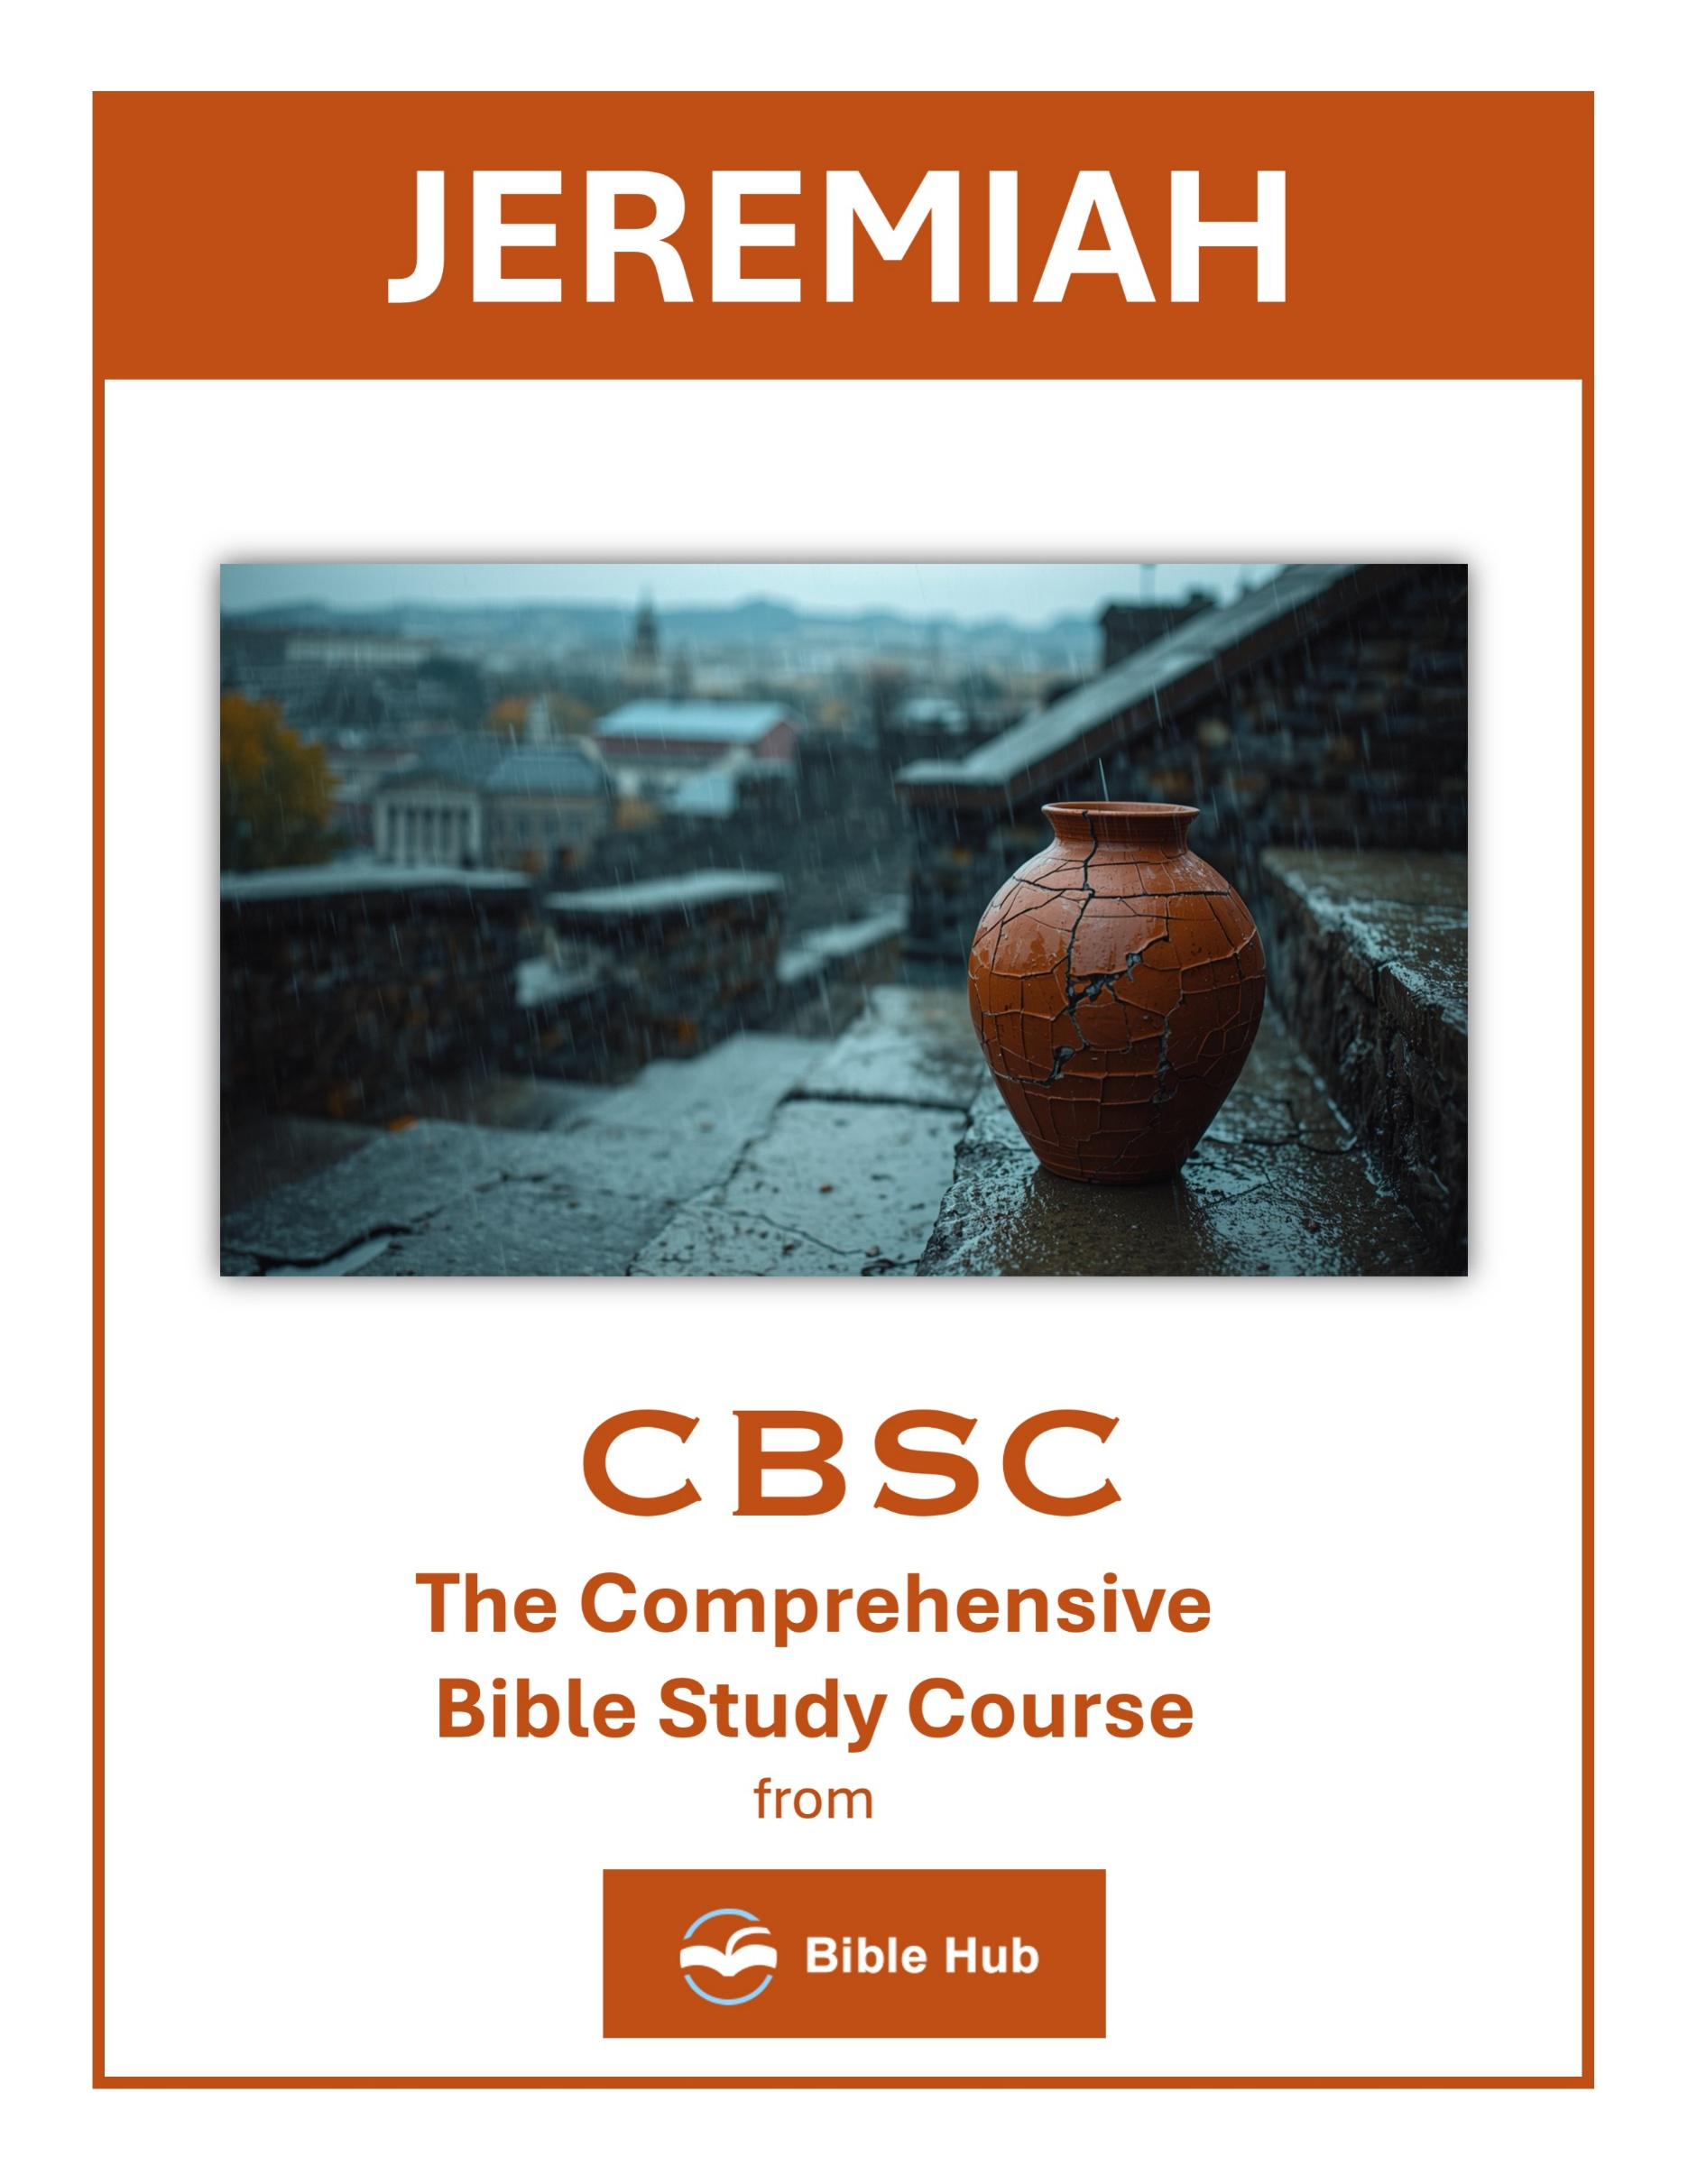 JEREMIAH
CBSC
The Comprehensive
Bible Study Course
from
Bible Hub